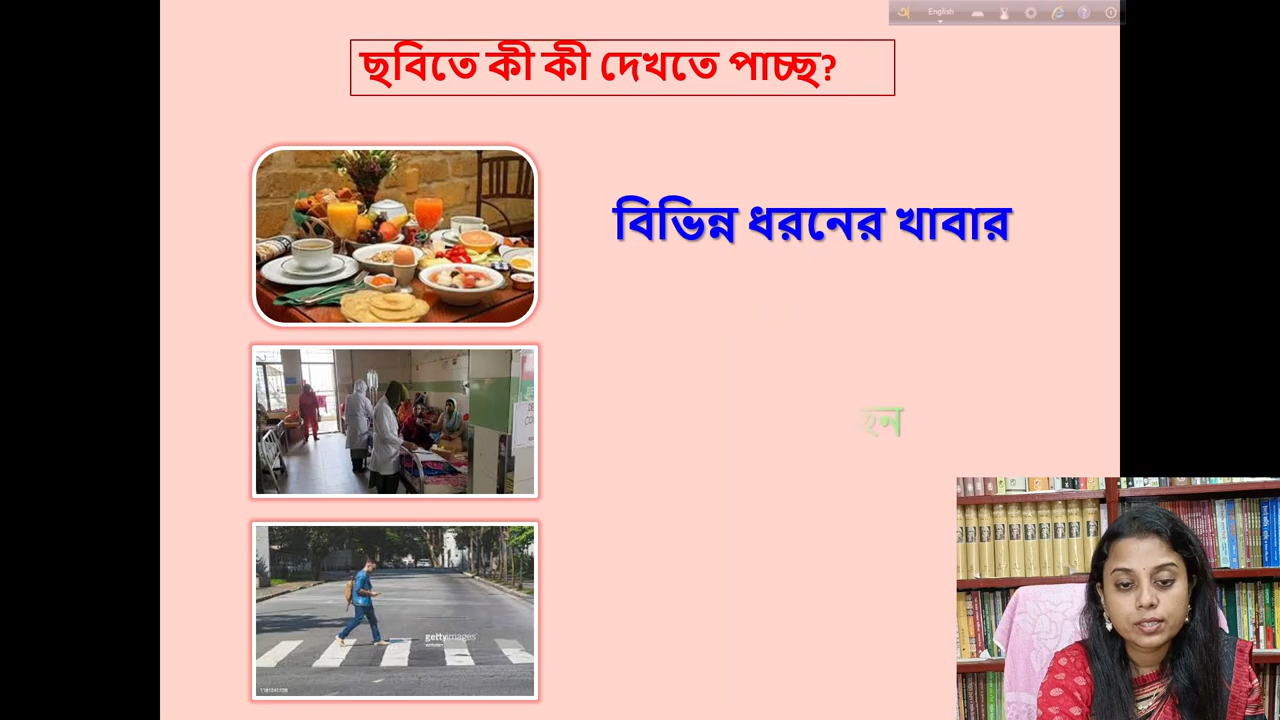 English
ছবিতে কী কী দেখতে পাচ্ছ?
বিভিন্ন ধরনের খাবার
gettyimages